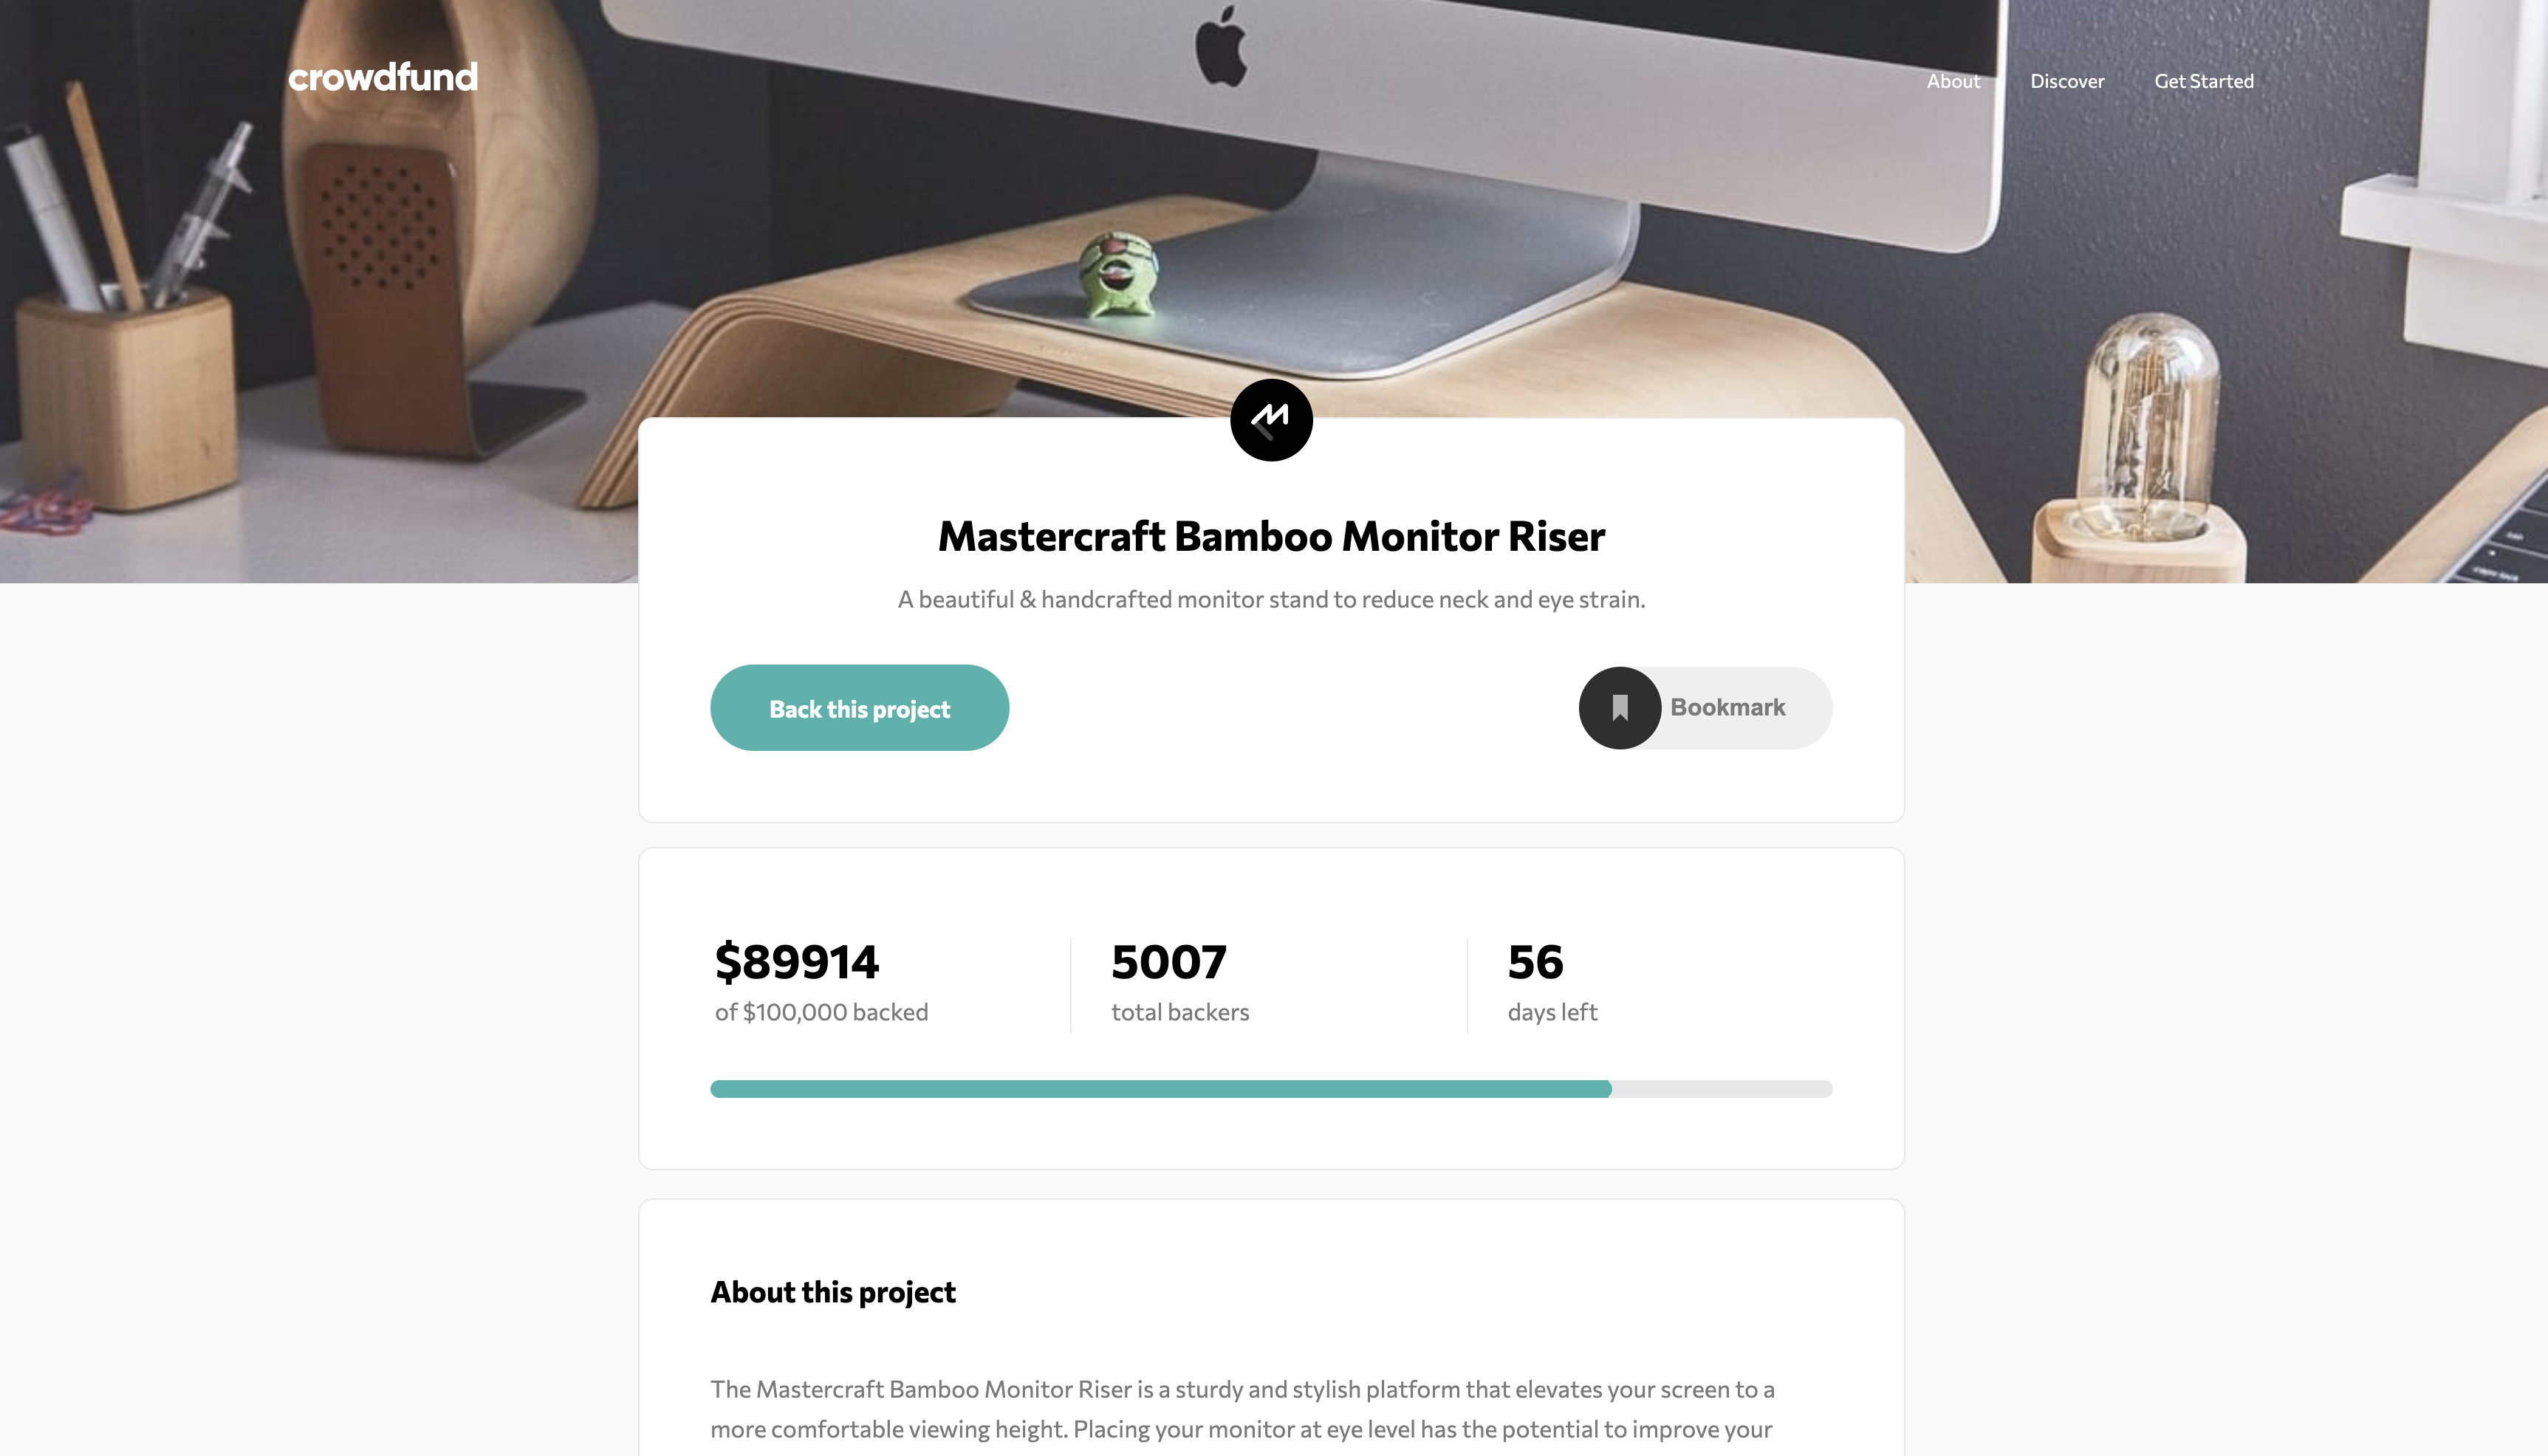 crowdfund
About Discover Get Started
Mastercraft Bamboo Monitor Riser
A beautiful & handcrafted monitor stand to reduce neck and eye strain.
Back this project
Bookmark
$89914 5007 56
of $100,000 backed total backers days left
About this project
The Mastercraft Bamboo Monitor Riser is a sturdy and stylish platform that elevates your screen to a
more comfortable viewing height. Placing your monitor at eye level has the potential to improve your